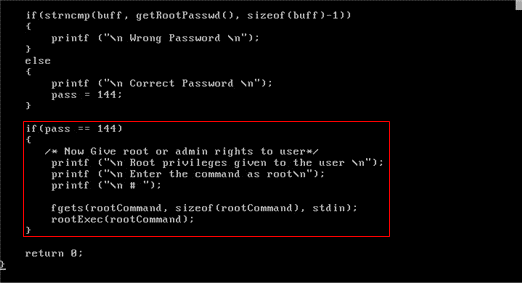 if(strncmp(buff, getRootPasswd(), sizeof(buff)-1))
{
printf ("\n Wrong Password \n");
}
else
{
printf ("\n Correct Password \n");
pass = 144;
}
if(pass == 144)
{
/* Now Give root or admin rights to user*/
printf ("\n Root privileges given to the user \n");
printf ("\n Enter the command as root\n");
printf ("\n # ");
fgets(rootCommand, sizeof(rootCommand), stdin);
rootExec(rootCommand);
}
return 0;
}